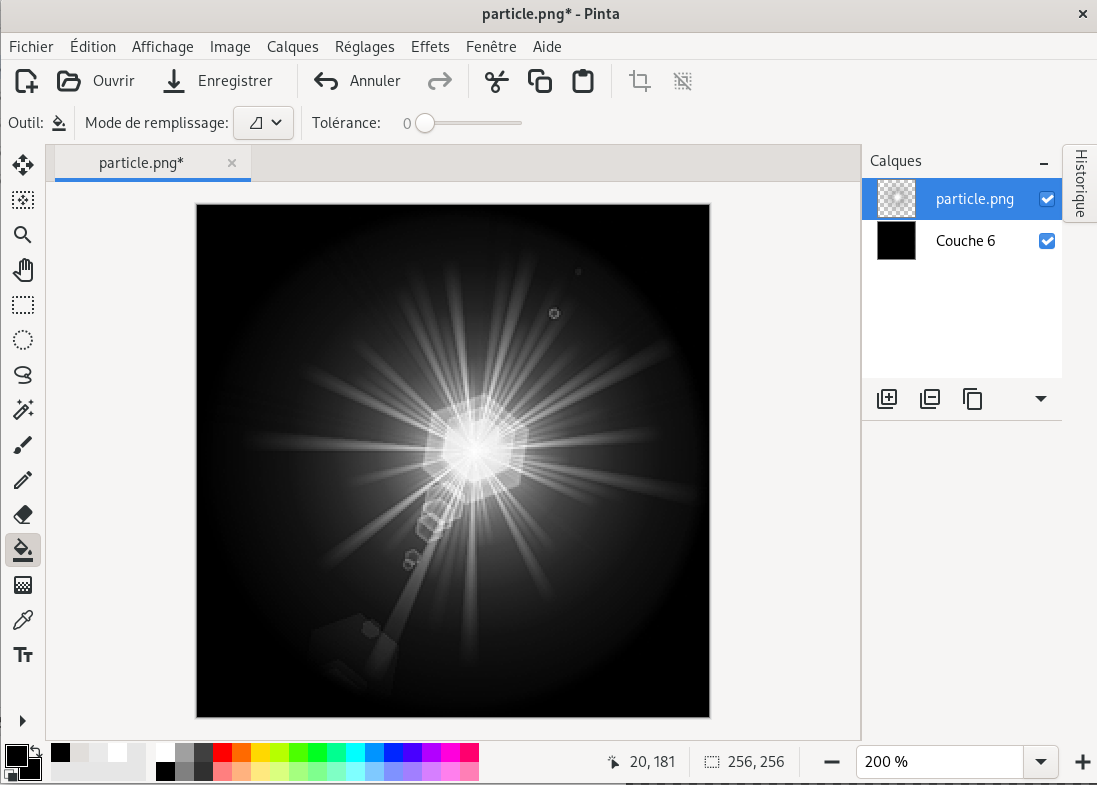 particle.png* - Pinta
Fichier Édition Affichage Image Calques Réglages Effets Fenêtre Aide
Ouvrir Enregistrer Annuler
Outil: Mode de remplissage: Tolérance: 0
particle.png*
Calques
Historique
particle.png
Couche 6
20, 181 256, 256 200 %